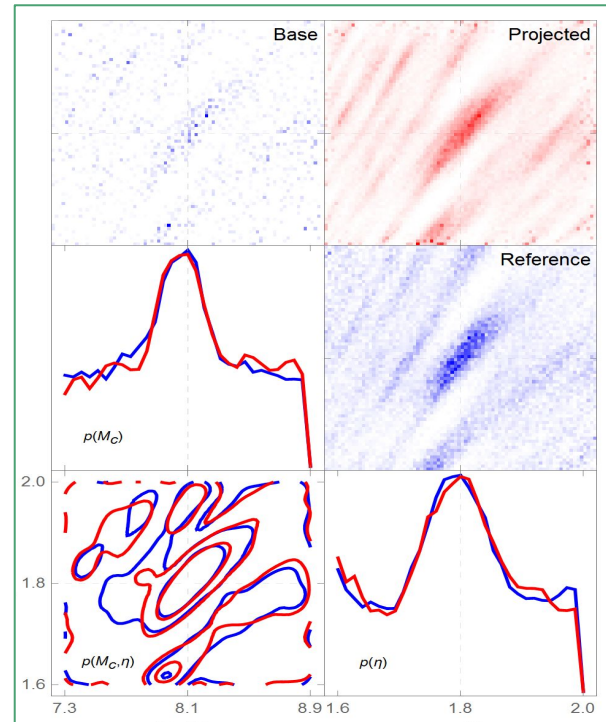 Base
Projected
p(M_C)
Reference
2.0
1.8
1.6
p(M_C,η)
p(η)
7.3
8.1
8.9
1.6
1.8
2.0